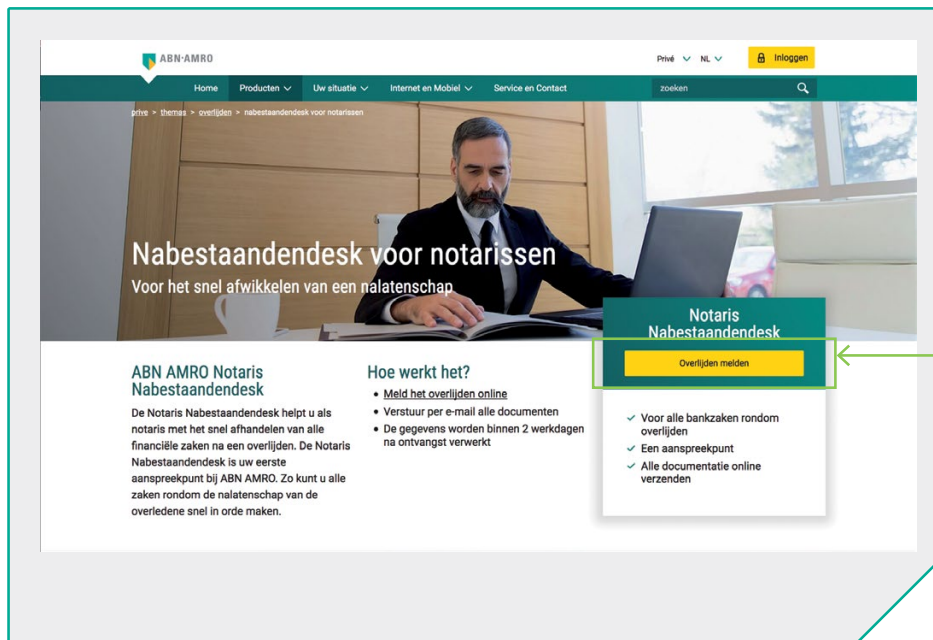 ABN·AMRO
Privé NL Inloggen
Home Producten Uw situatie Internet en Mobiel Service en Contact zoeken
prive > themas > overlijden > nabestaandendesk voor notarissen
Nabestaandendesk voor notarissen
Voor het snel afwikkelen van een nalatenschap
Notaris
Nabestaandendesk
Overlijden melden
ABN AMRO Notaris
Nabestaandendesk
De Notaris Nabestaandendesk helpt u als
notaris met het snel afhandelen van alle
financiële zaken na een overlijden. De Notaris
Nabestaandendesk is uw eerste
aanspreekpunt bij ABN AMRO. Zo kunt u alle
zaken rondom de nalatenschap van de
overledene snel in orde maken.
Hoe werkt het?
• Meld het overlijden online
• Verstuur per e-mail alle documenten
• De gegevens worden binnen 2 werkdagen
na ontvangst verwerkt
Voor alle bankzaken rondom
overlijden
Een aanspreekpunt
Alle documentatie online
verzenden